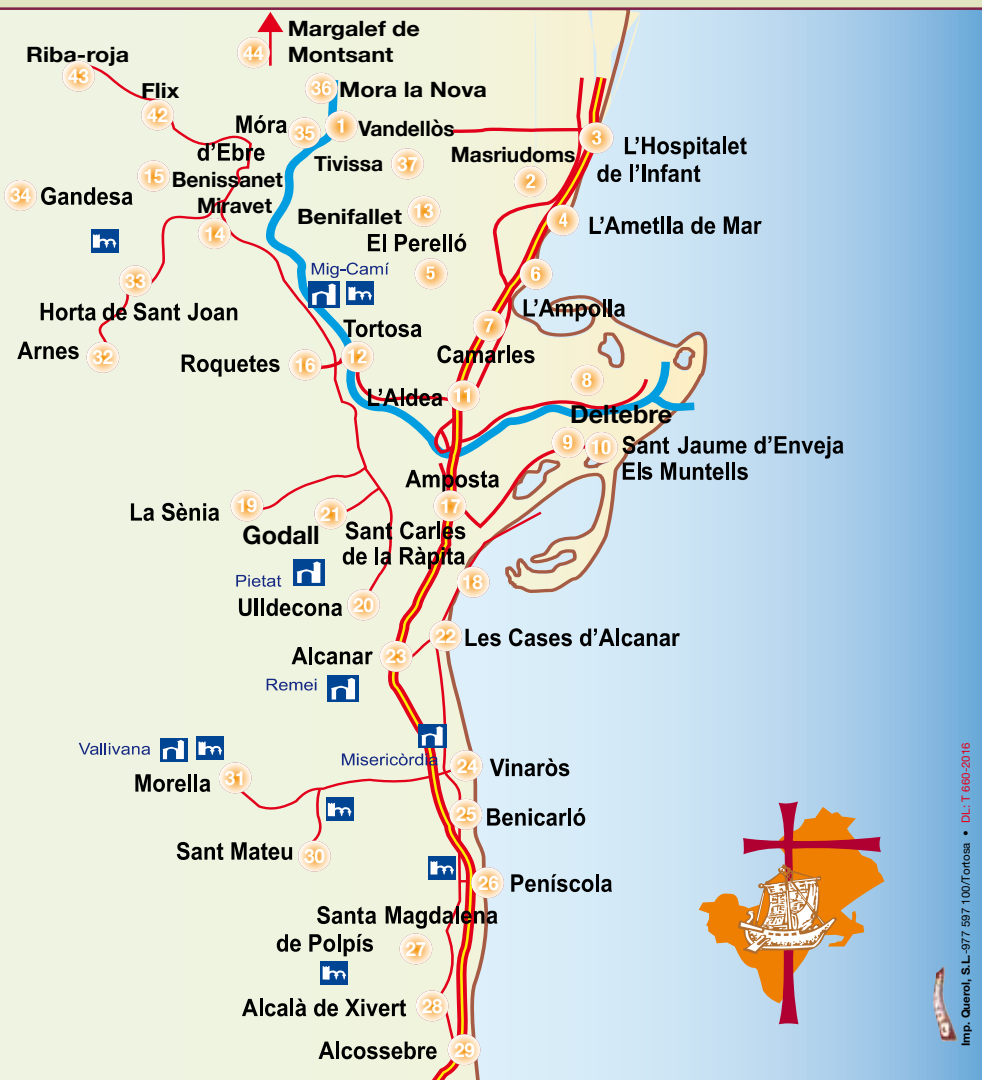 44
Margalef de
Montsant
Riba-roja
43
Flix
42
36
Mora la Nova
Móra
d'Ebre
35
1
Vandellòs
3
L'Hospitalet
de l'Infant
Tivissa
37
Masriudoms
2
15
Benissanet
34
Gandesa
Miravet
14
Benifallet
13
4
L'Ametlla de Mar
El Perelló
5
Mig-Camí
6
L'Ampolla
33
Horta de Sant Joan
Arnes
32
Roquetes
16
Tortosa
12
7
Camarles
8
L'Aldea
11
Deltebre
9
10
Sant Jaume d'Enveja
Els Muntells
Amposta
17
La Sènia
19
21
Godall
Sant Carles
de la Ràpita
18
Pietat
Ulldecona
20
22
Les Cases d'Alcanar
Alcanar
23
Remei
Vallivana
Misericòrdia
Morella
31
24
Vinaròs
25
Benicarló
Sant Mateu
30
26
Peníscola
Santa Magdalena
de Polpís
27
Alcalà de Xivert
28
Alcossebre
29
Imp. Querol, S.L.-977 597 100/Tortosa • DL: T 660-2016